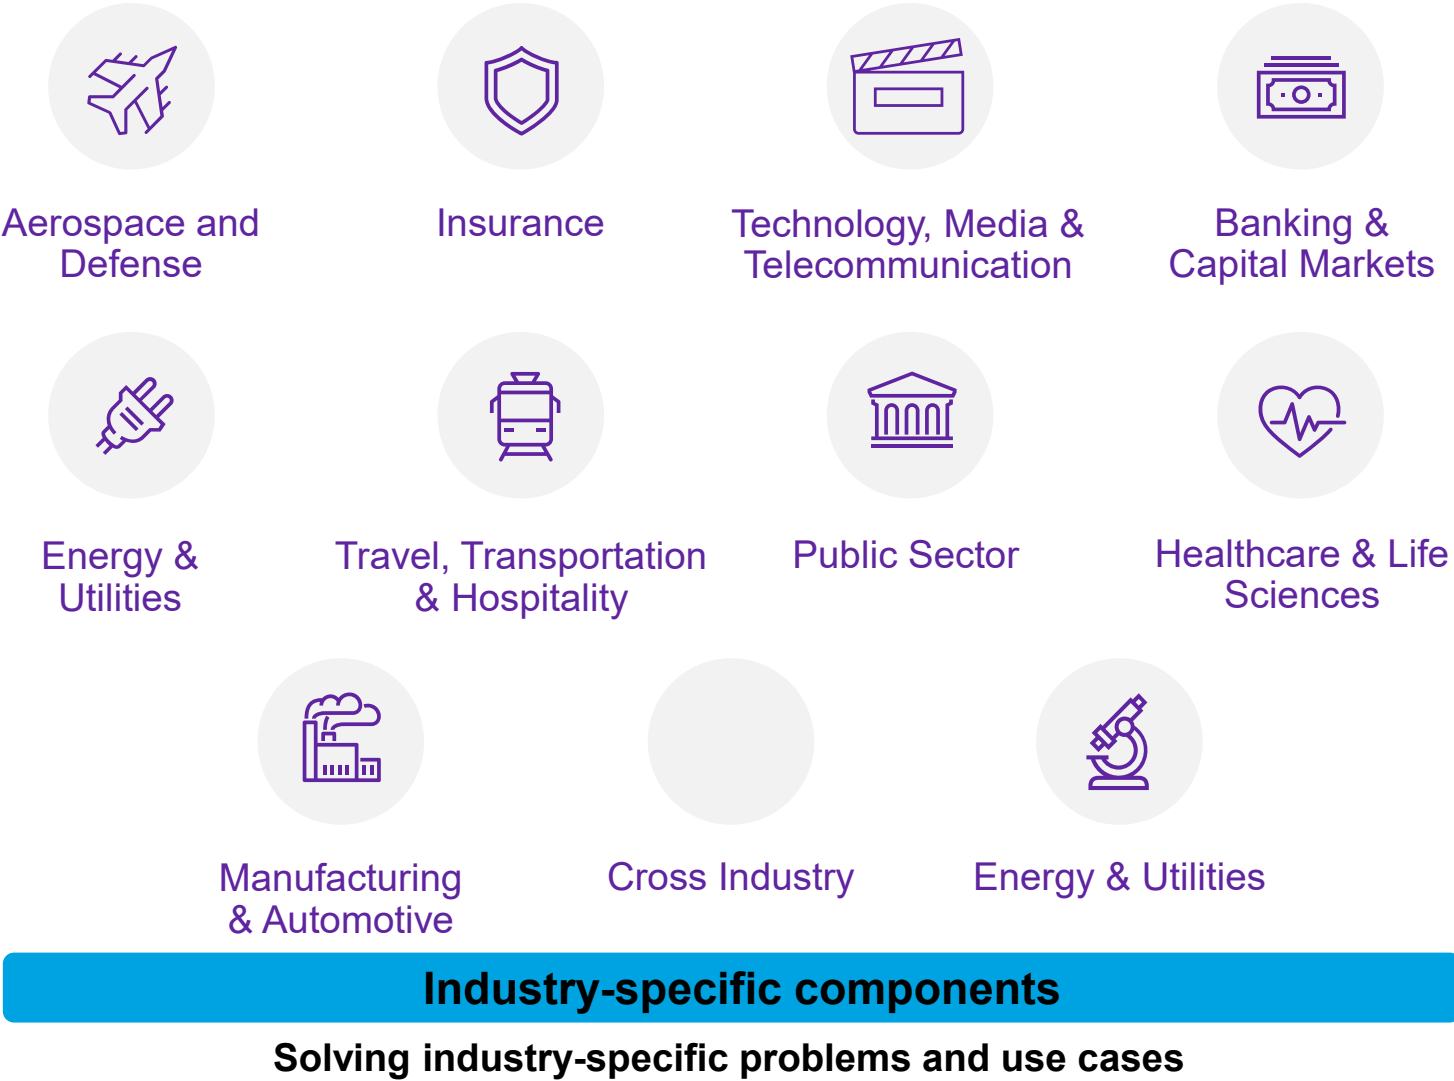 Aerospace and
Defense
Insurance
Technology, Media &
Telecommunication
Banking &
Capital Markets
Energy &
Utilities
Travel, Transportation
& Hospitality
Public Sector
Healthcare & Life
Sciences
Manufacturing
& Automotive
Cross Industry
Energy & Utilities
Industry-specific components
Solving industry-specific problems and use cases